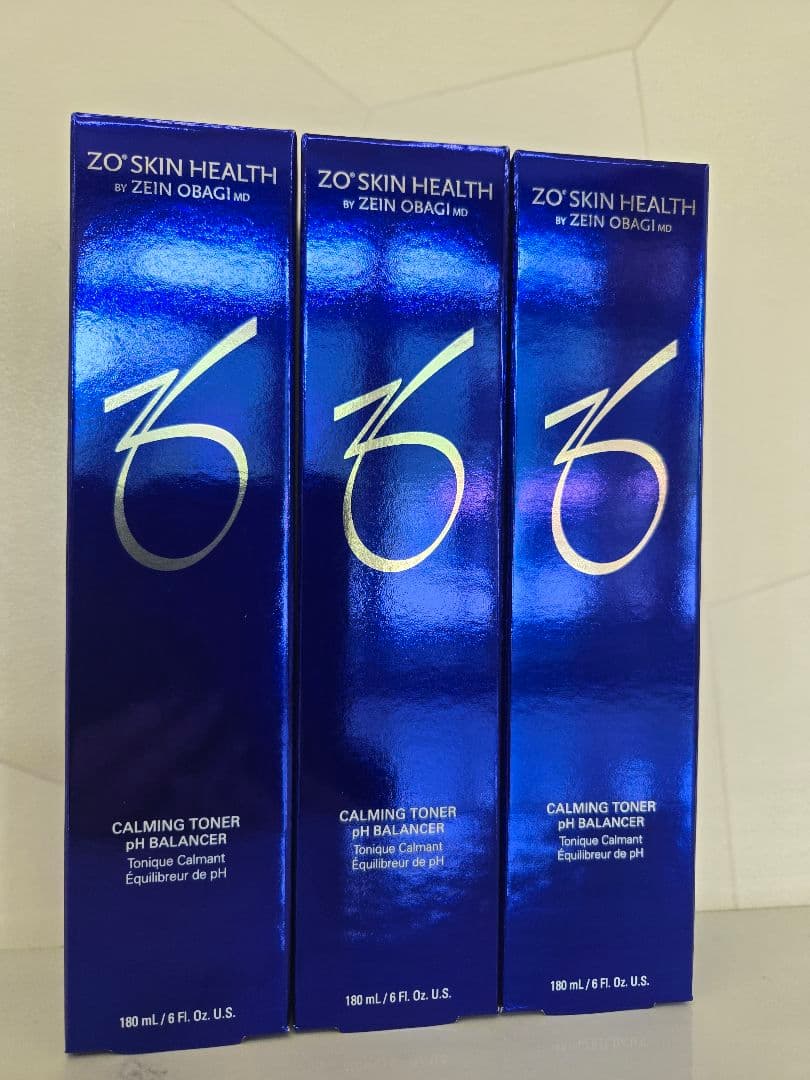 ZO® SKIN HEALTH
BY ZEIN OBAGI MD
CALMING TONER
pH BALANCER
Tonique Calmant
Équilibreur de pH
180 mL / 6 Fl. Oz. U.S.
ZO® SKIN HEALTH
BY ZEIN OBAGI MD
CALMING TONER
pH BALANCER
Tonique Calmant
Équilibreur de pH
180 mL / 6 Fl. Oz. U.S.
ZO® SKIN HEALTH
BY ZEIN OBAGI MD
CALMING TONER
pH BALANCER
Tonique Calmant
Équilibreur de pH
180 mL / 6 Fl. Oz. U.S.